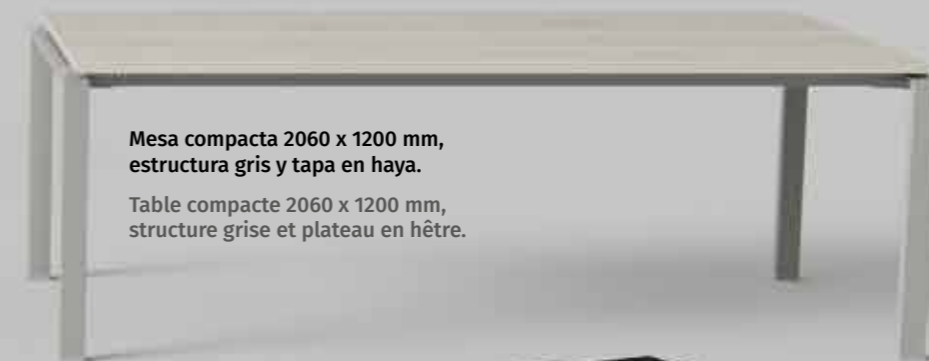 Mesa compacta 2060 x 1200 mm,
estructura gris y tapa en haya.
Table compacte 2060 x 1200 mm,
structure grise et plateau en hêtre.